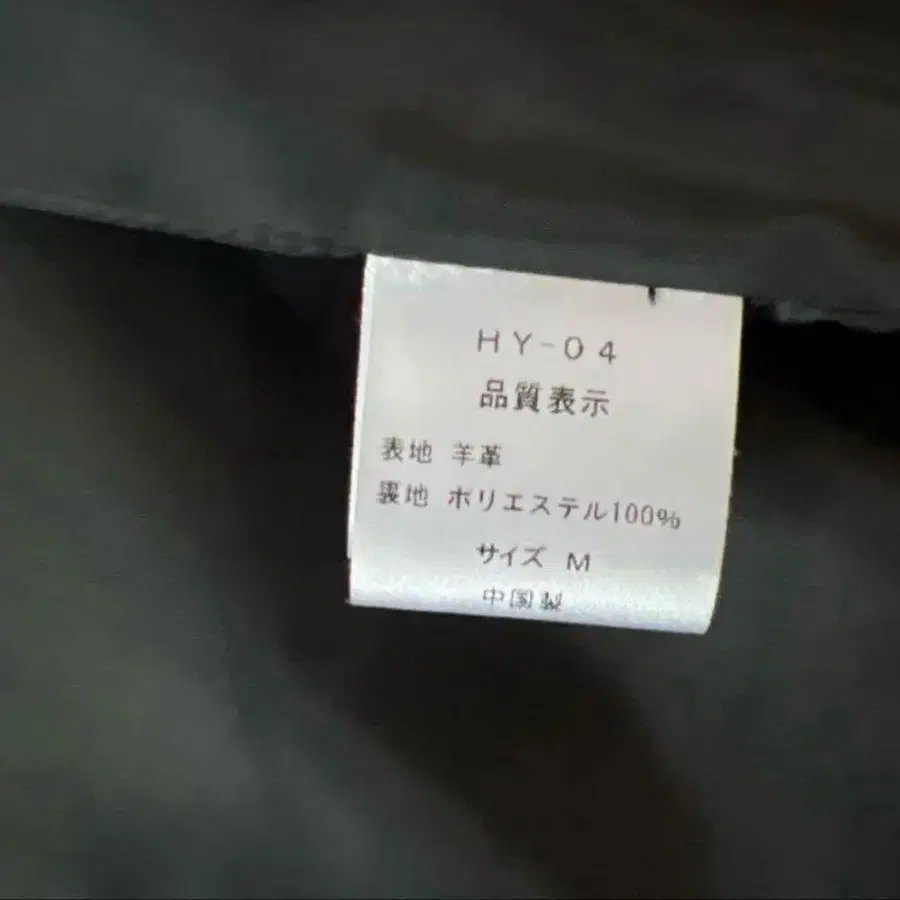 HY-04
品質表示
表地 羊革
裏地 ポリエステル100%
サイズ M
中国製